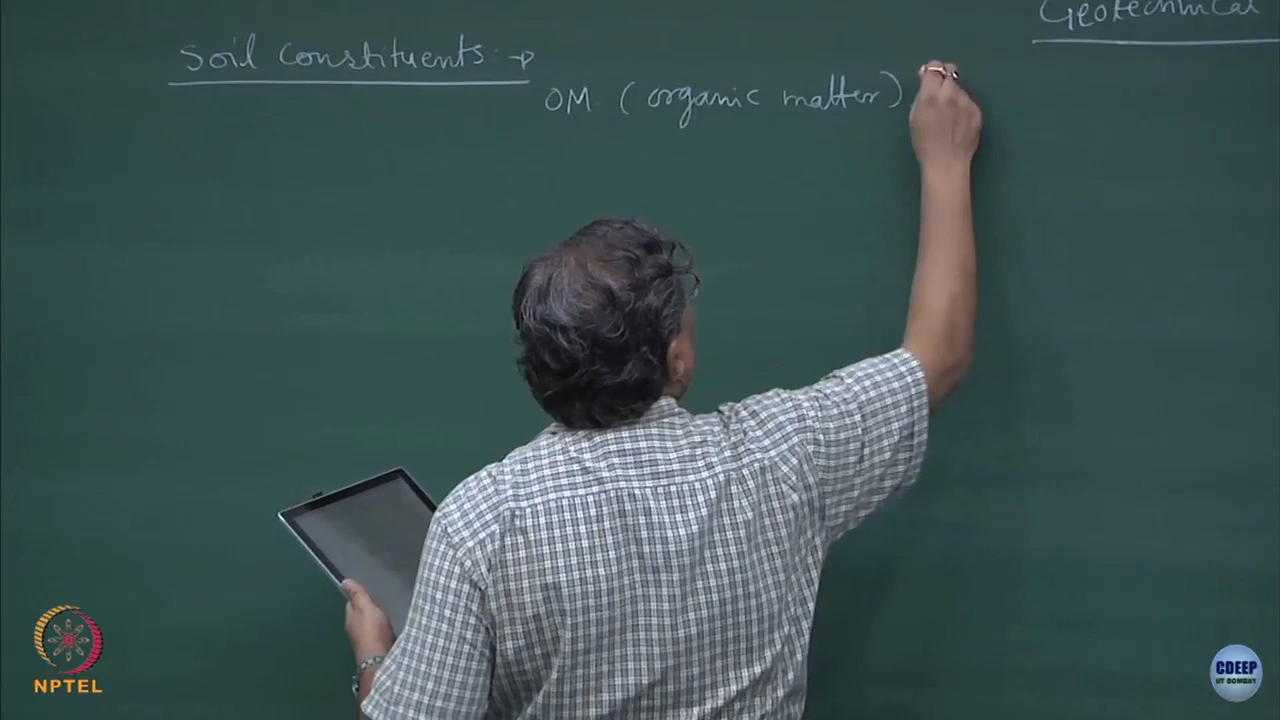 Geotechnical
Soil constituents :→
OM (organic matter)
NPTEL
CDEEP
IIT BOMBAY